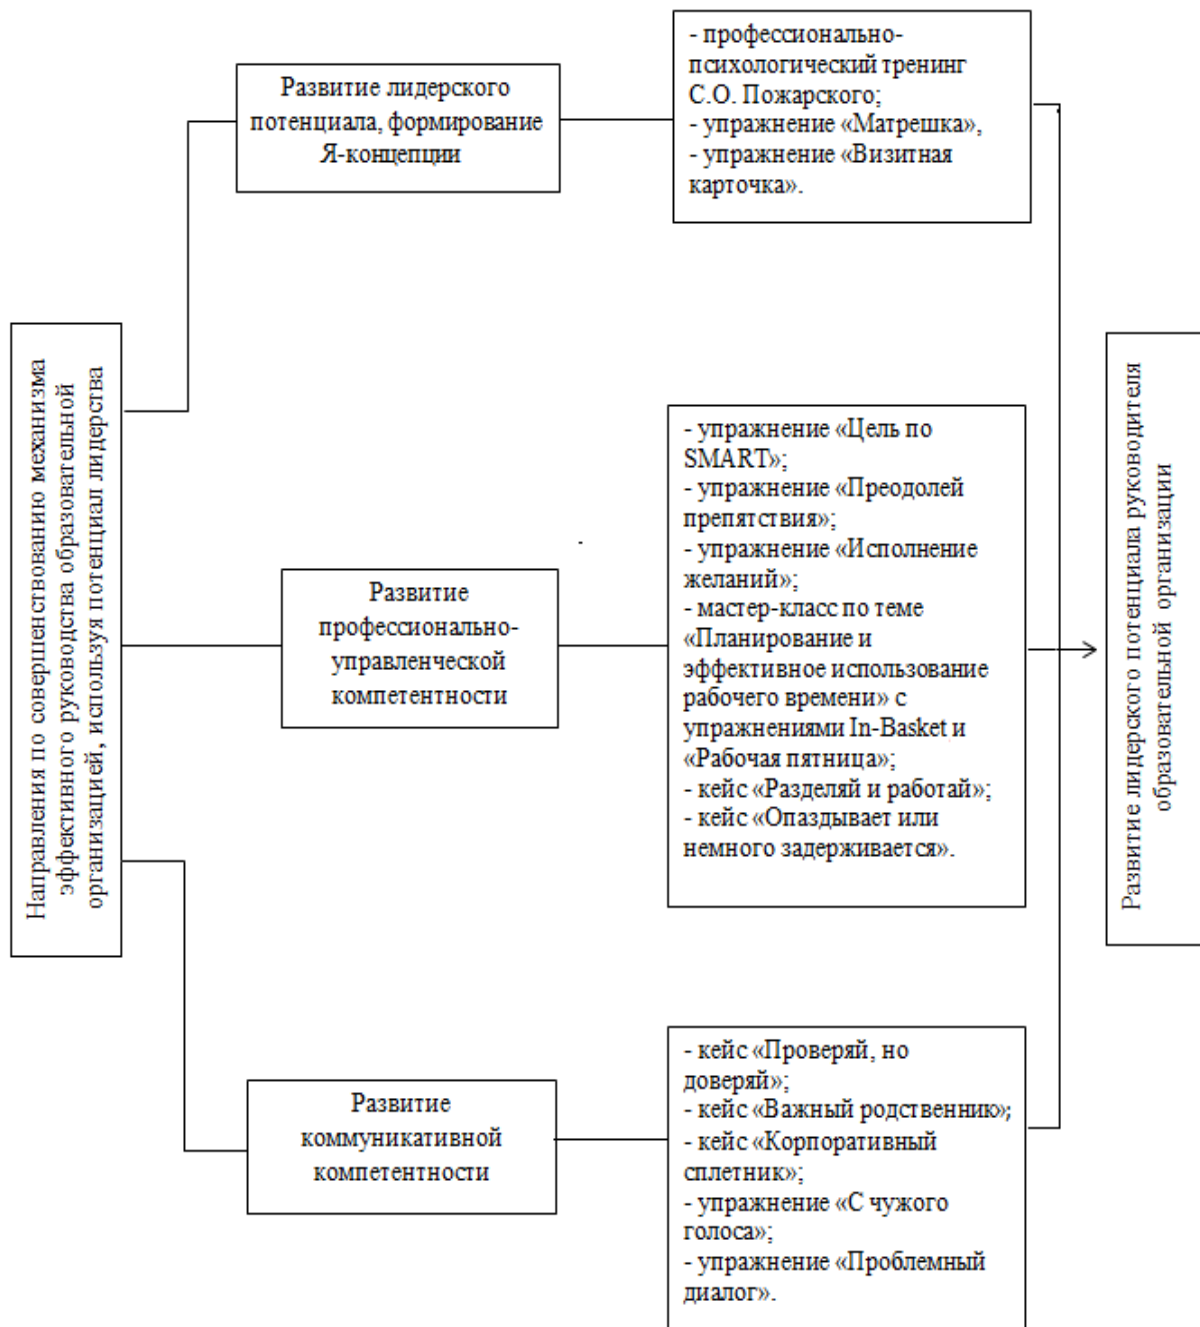 Направления по совершенствованию механизма
эффективного руководства образовательной
организацией, используя потенциал лидерства
Развитие лидерского
потенциала, формирование
Я-концепции
- профессионально-
психологический тренинг
С.О. Пожарского;
- упражнение «Матрешка»,
- упражнение «Визитная
карточка».
Развитие
профессионально-
управленческой
компетентности
- упражнение «Цель по
SMART»;
- упражнение «Преодолей
препятствия»;
- упражнение «Исполнение
желаний»;
- мастер-класс по теме
«Планирование и
эффективное использование
рабочего времени» с
упражнениями In-Basket и
«Рабочая пятница»;
- кейс «Разделяй и работай»;
- кейс «Опаздывает или
немного задерживается».
Развитие
коммуникативной
компетентности
- кейс «Проверяй, но
доверяй»;
- кейс «Важный родственник»;
- кейс «Корпоративный
сплетник»;
- упражнение «С чужого
голоса»;
- упражнение «Проблемный
диалог».
Развитие лидерского потенциала руководителя
образовательной организации